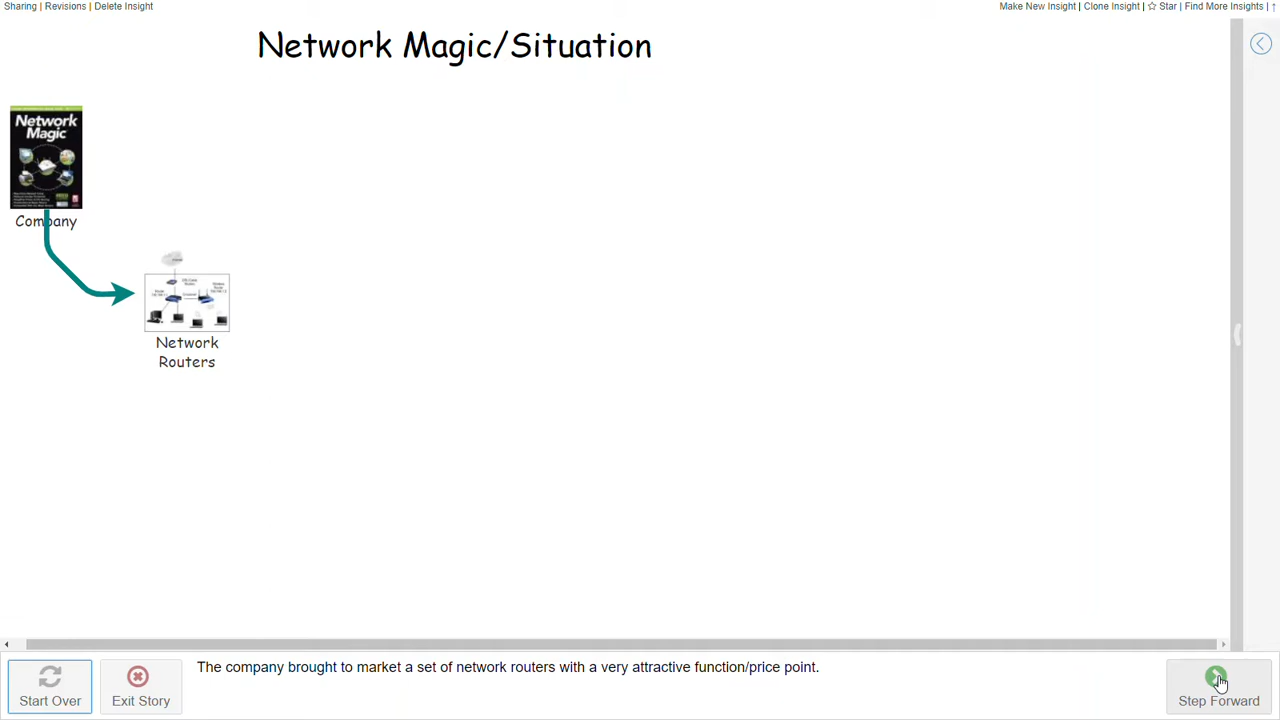 Sharing | Revisions | Delete Insight
Make New Insight | Clone Insight | ☆ Star | Find More Insights | ↑
Network Magic/Situation
Network
Magic
Company
Network
Routers
Start Over
Exit Story
The company brought to market a set of network routers with a very attractive function/price point.
Step Forward